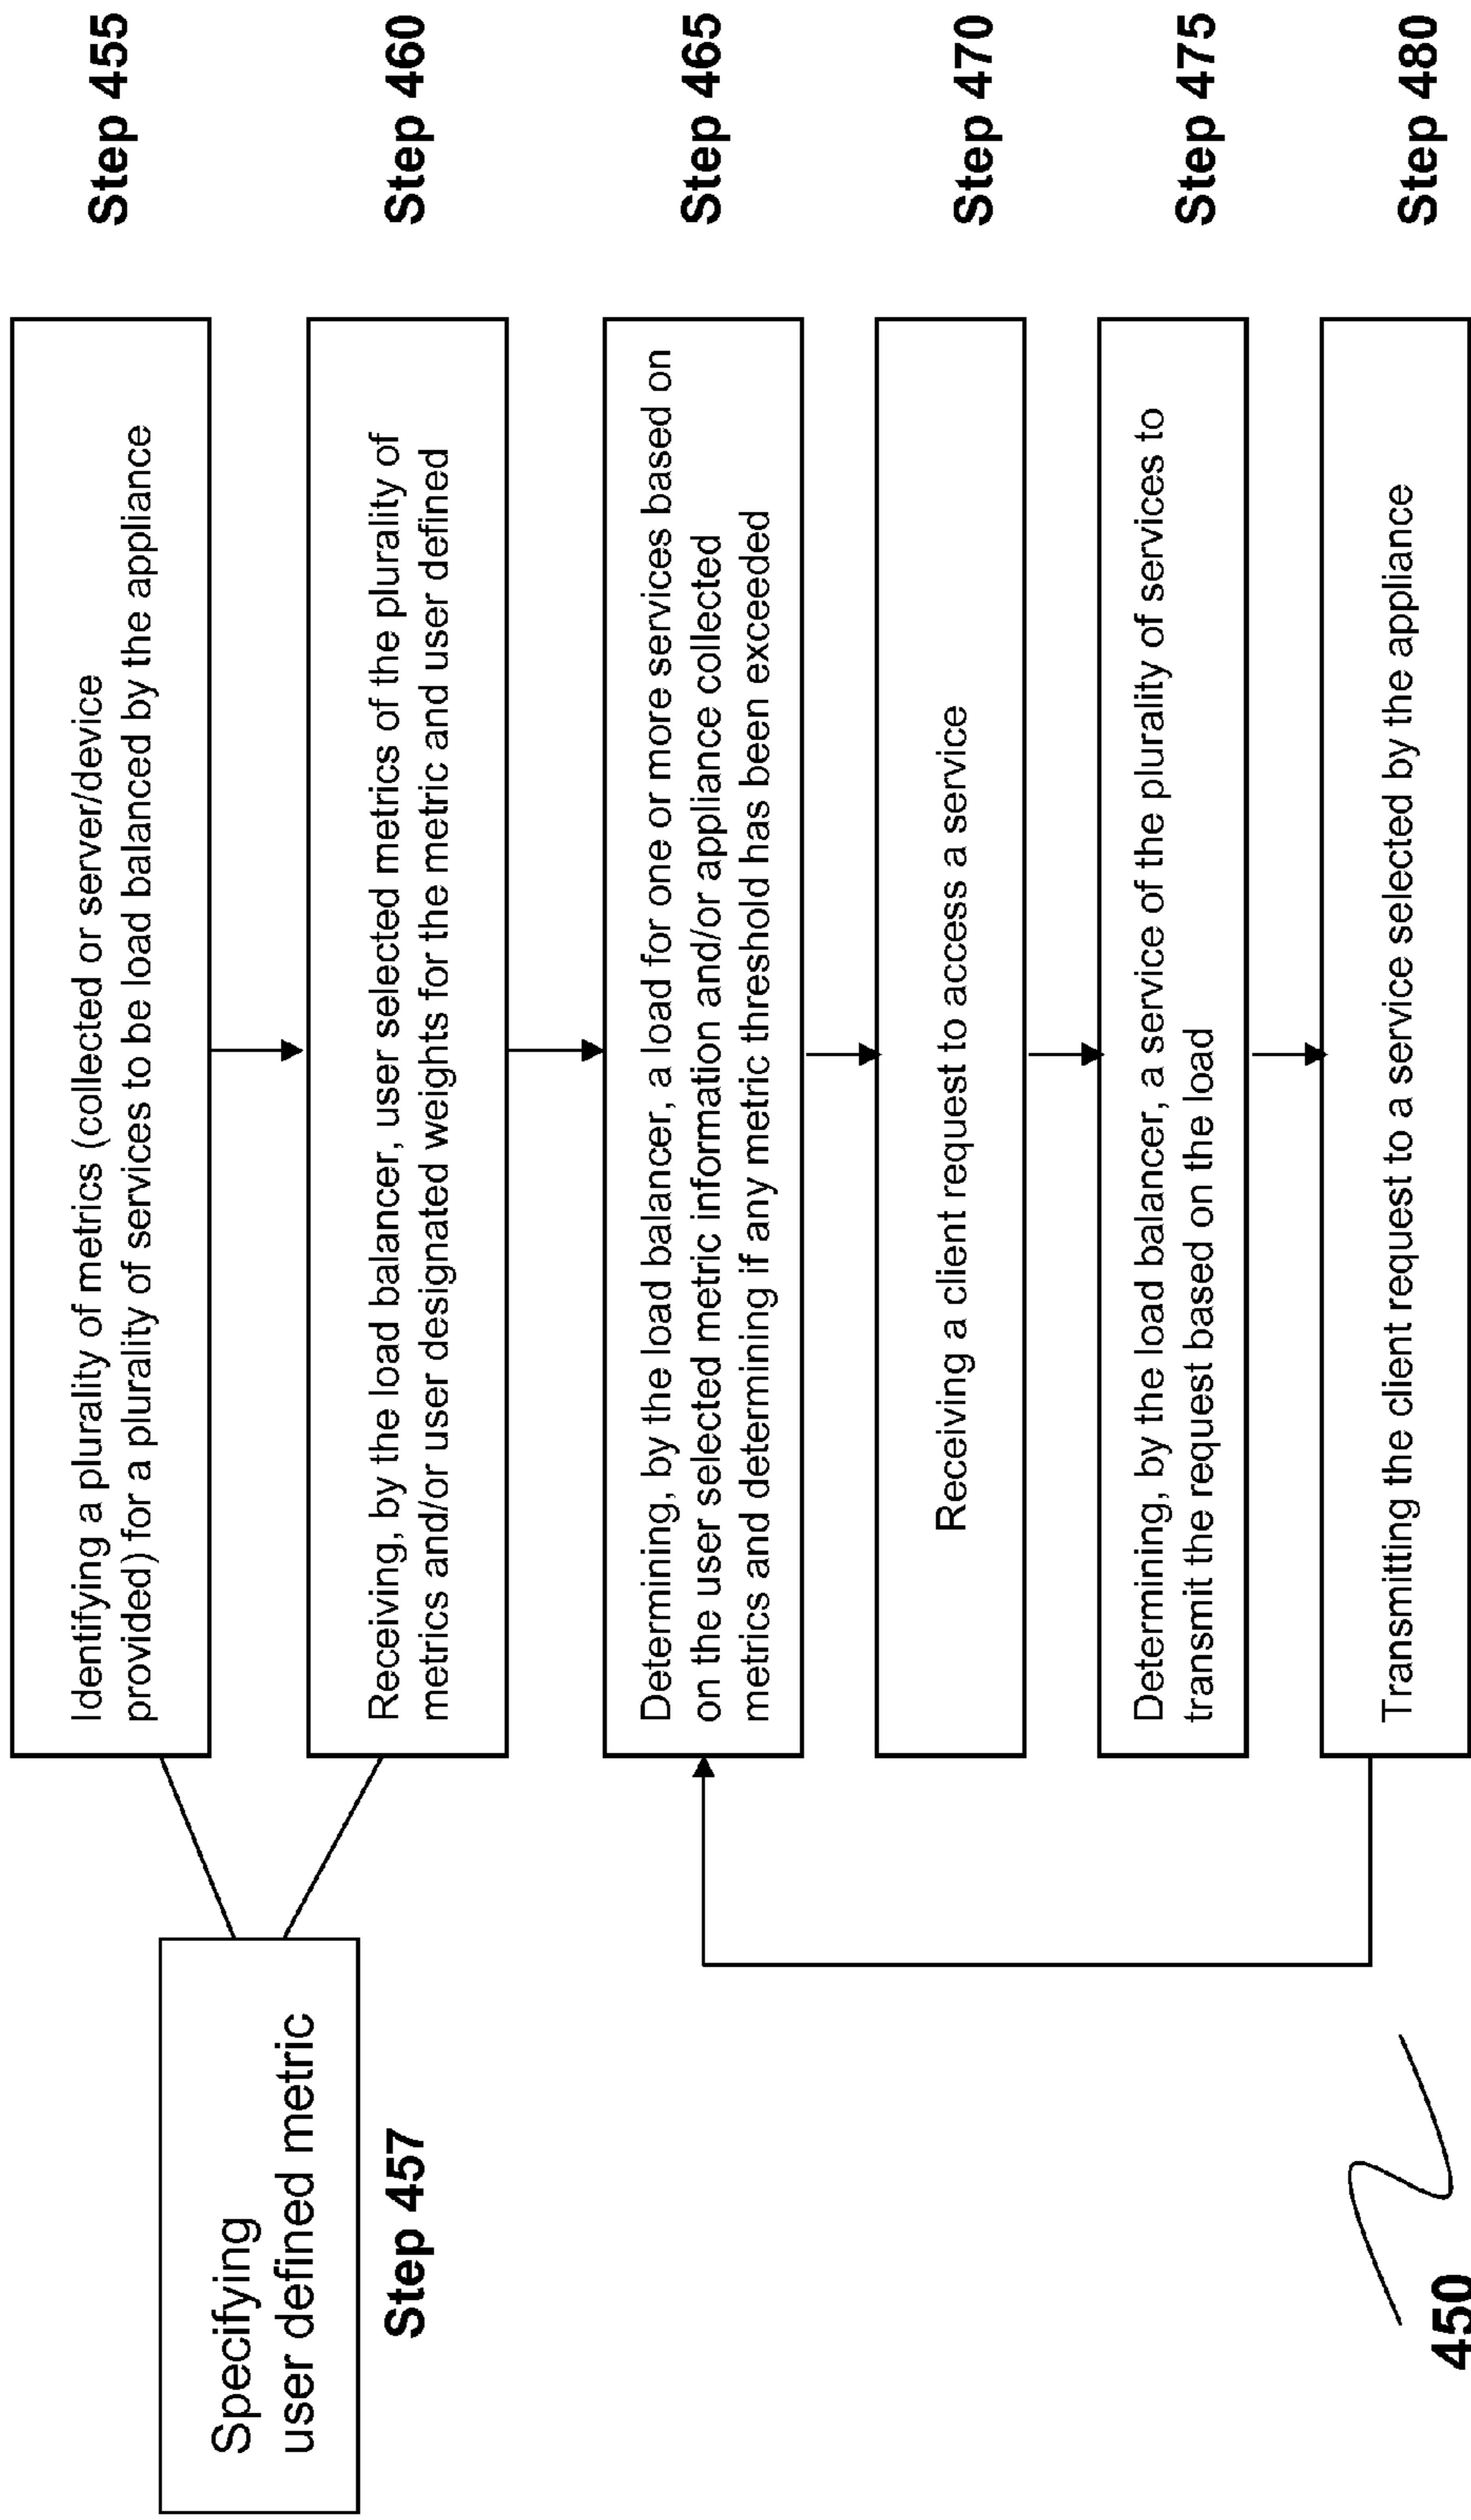 Identifying a plurality of metrics (collected or server/device
provided) for a plurality of services to be load balanced by the appliance
Step 455
Specifying
user defined metric
Step 457
Receiving, by the load balancer, user selected metrics of the plurality of
metrics and/or user designated weights for the metric and user defined
Step 460
Determining, by the load balancer, a load for one or more services based on
on the user selected metric information and/or appliance collected
metrics and determining if any metric threshold has been exceeded
Step 465
Receiving a client request to access a service
Step 470
Determining, by the load balancer, a service of the plurality of services to
transmit the request based on the load
Step 475
Transmitting the client request to a service selected by the appliance
Step 480
450